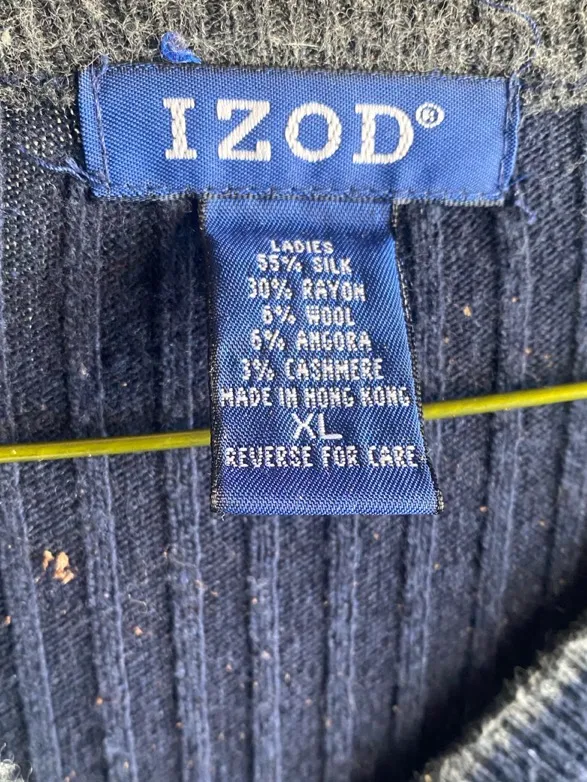 IZOD®
LADIES
55% SILK
30% RAYON
6% WOOL
6% ANGORA
3% CASHMERE
MADE IN HONG KONG
XL
REVERSE FOR CARE